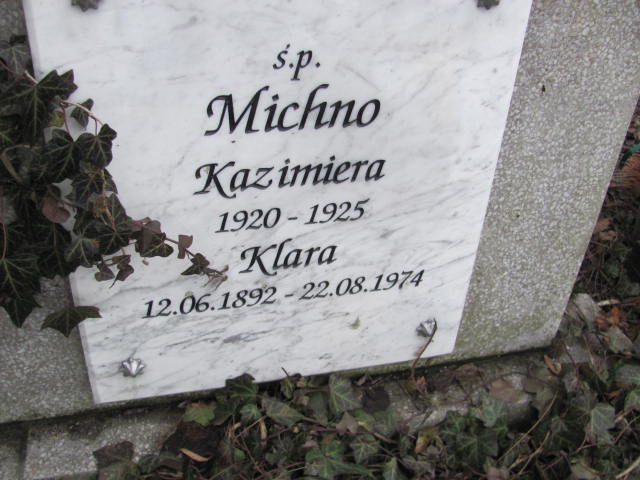 ś.p.
Michno
Kazimiera
1920 - 1925
Klara
12.06.1892 - 22.08.1974